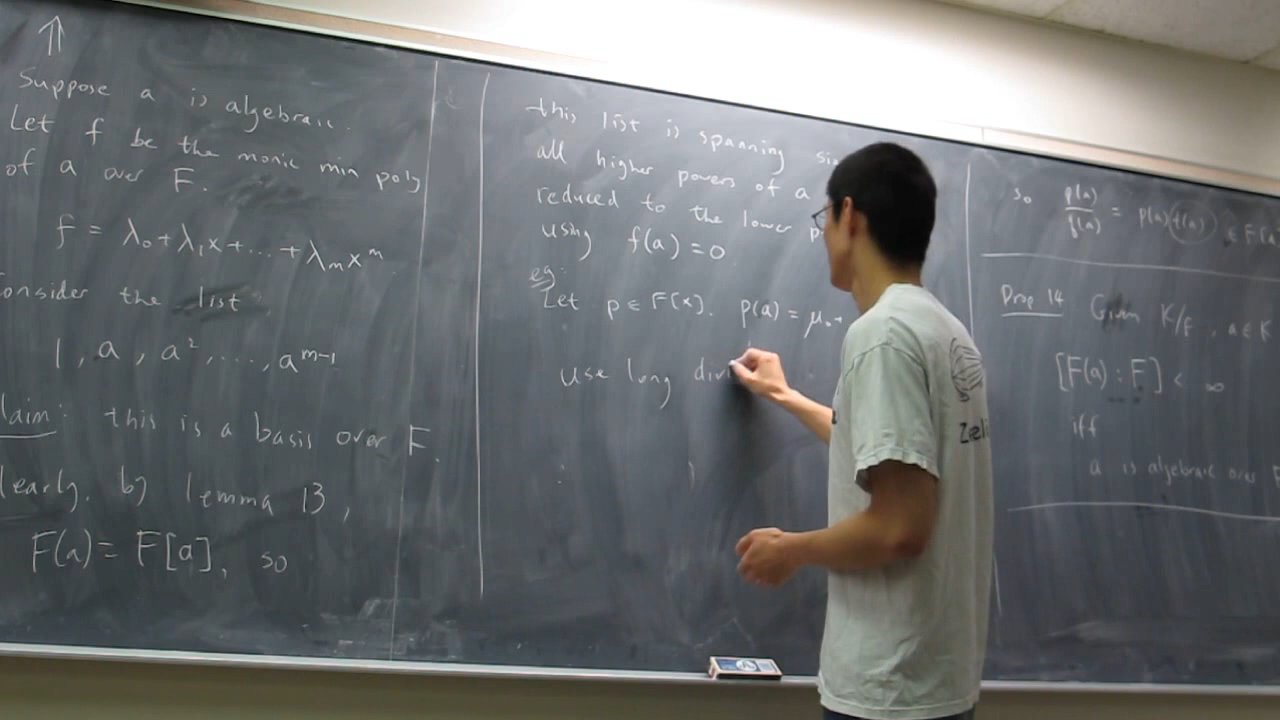 ⇑
Suppose a is algebraic.
Let f be the monic min poly
of a over F.
f = λ₀+λ₁x+...+λₘxᵐ
onsider the list
1, a, a², ..., aᵐ⁻¹
laim: this is a basis over F.
learly, by lemma 13,
F(a) = F[a], so
this list is spanning
all higher powers of a
reduced to the lower
using f(a) = 0
eg:
Let p ∈ F[x]. p(a) = μ₀+
use long div
so p(a)/g(a) = p(a)t(a) ∈ F[a
Prop 14 Given K/F, a ∈ K
[F(a) : F] < ∞
iff
a is algebraic over